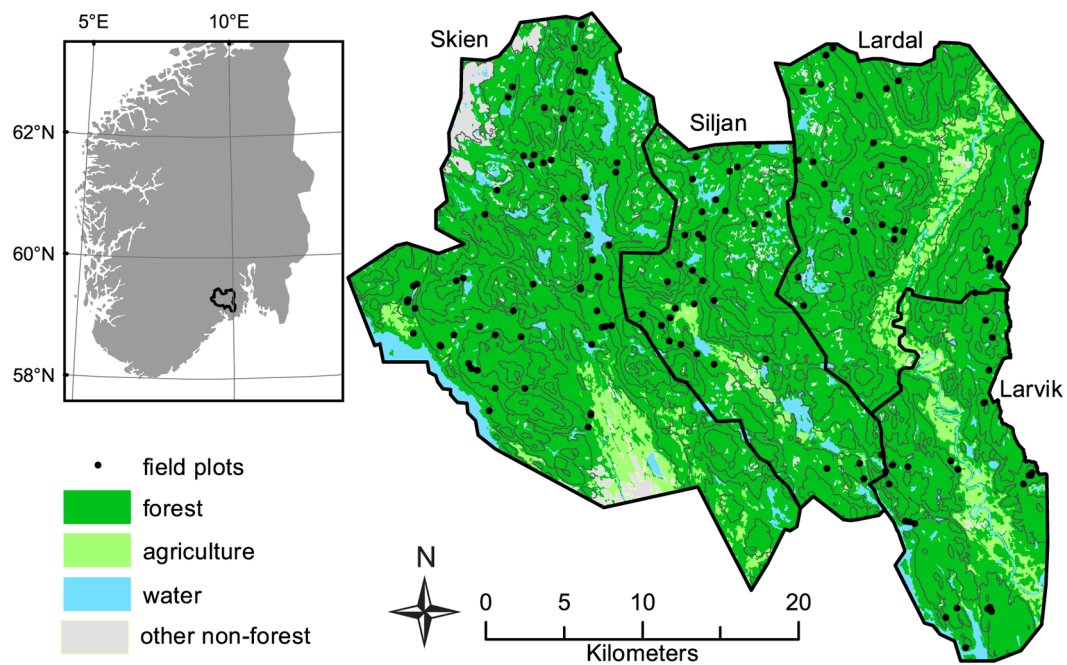 5°E
10°E
62°N
60°N
58°N
Skien
Siljan
Lardal
Larvik
field plots
forest
agriculture
water
other non-forest
N
0 5 10 20
Kilometers